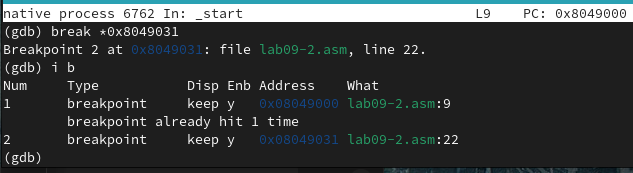 native process 6762 In: _start L9 PC: 0x8049000
(gdb) break *0x8049031
Breakpoint 2 at 0x8049031: file lab09-2.asm, line 22.
(gdb) i b
Num Type Disp Enb Address What
1 breakpoint keep y 0x08049000 lab09-2.asm:9
breakpoint already hit 1 time
2 breakpoint keep y 0x08049031 lab09-2.asm:22
(gdb)